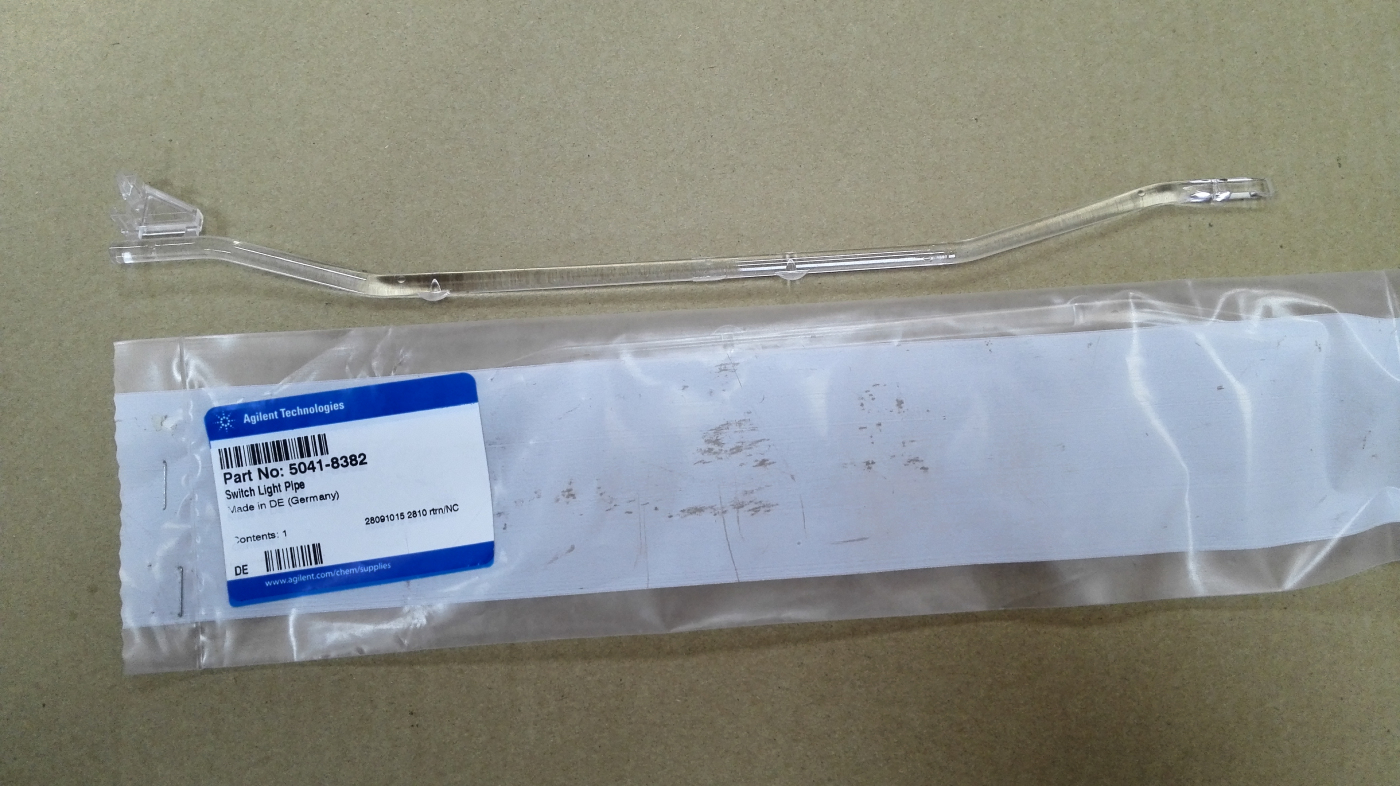 Agilent Technologies
Part No: 5041-8382
Switch Light Pipe
Made in DE (Germany)
28091015 2810 rtm/NC
Contents: 1
DE
www.agilent.com/chem/supplies